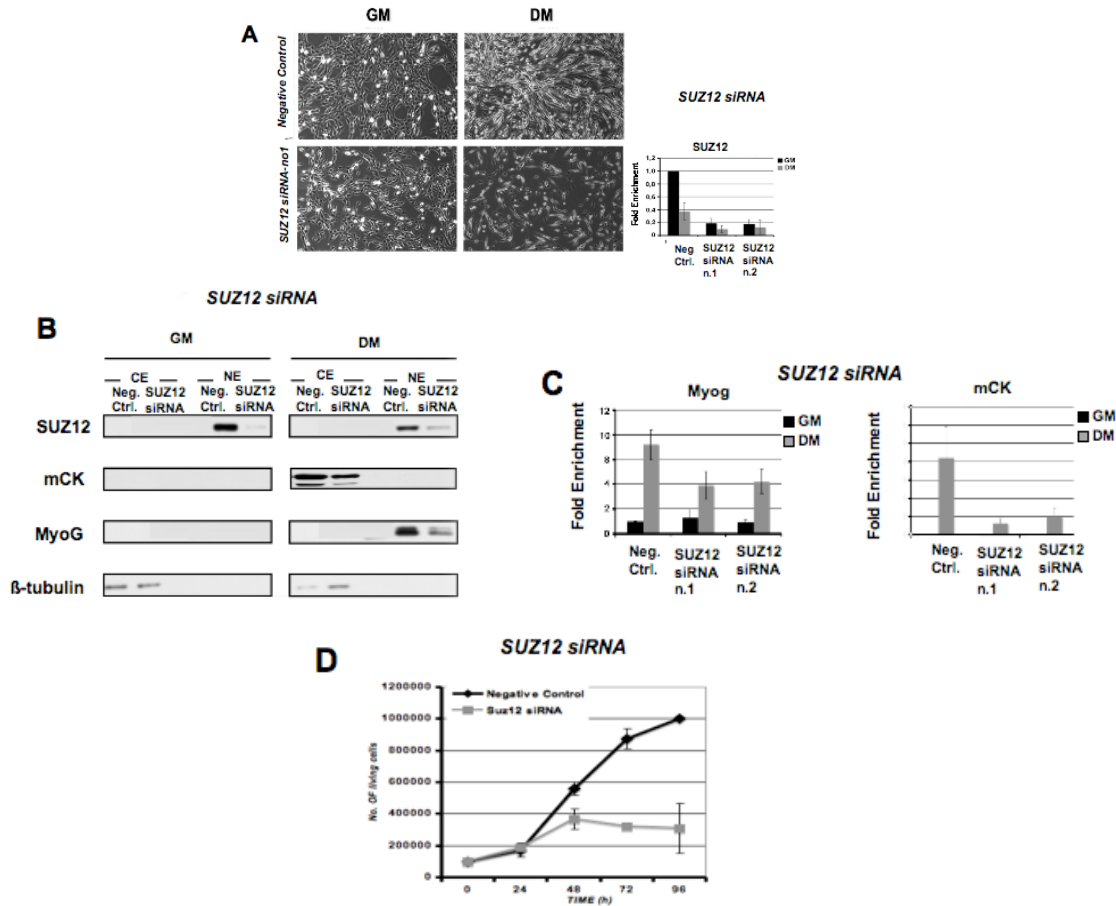 GM
DM
A
Negative Control
SUZ12 siRNA-no1
SUZ12 siRNA
SUZ12
Fold Enrichment
1,2
1,0
0,8
0,6
0,4
0,2
0
GM
DM
Neg Ctrl.
SUZ12 siRNA n.1
SUZ12 siRNA n.2
SUZ12 siRNA
B
GM
DM
CE
NE
CE
NE
Neg. Ctrl.
SUZ12 siRNA
Neg. Ctrl.
SUZ12 siRNA
Neg. Ctrl.
SUZ12 siRNA
Neg. Ctrl.
SUZ12 siRNA
SUZ12
mCK
MyoG
ß-tubulin
C
SUZ12 siRNA
Myog
Fold Enrichment
12
10
8
4
2
0
GM
DM
Neg. Ctrl.
SUZ12 siRNA n.1
SUZ12 siRNA n.2
mCK
Fold Enrichment
GM
DM
Neg. Ctrl.
SUZ12 siRNA n.1
SUZ12 siRNA n.2
D
SUZ12 siRNA
No. OF living cells
1200000
1000000
800000
600000
400000
200000
0
Negative Control
Suz12 siRNA
0
24
48
72
96
TIME (h)